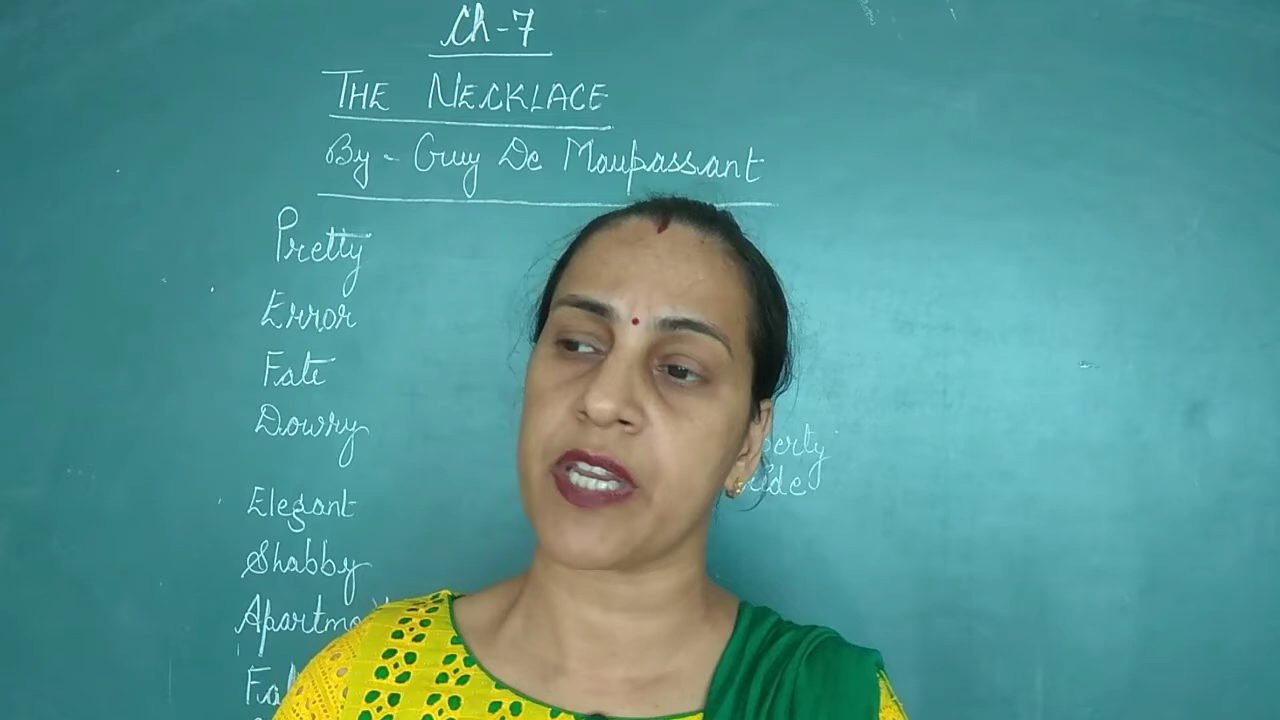 Ch-7
THE NECKLACE
By - Guy De Maupassant
Pretty
Error
Fate
Dowry
Elegant
Shabby